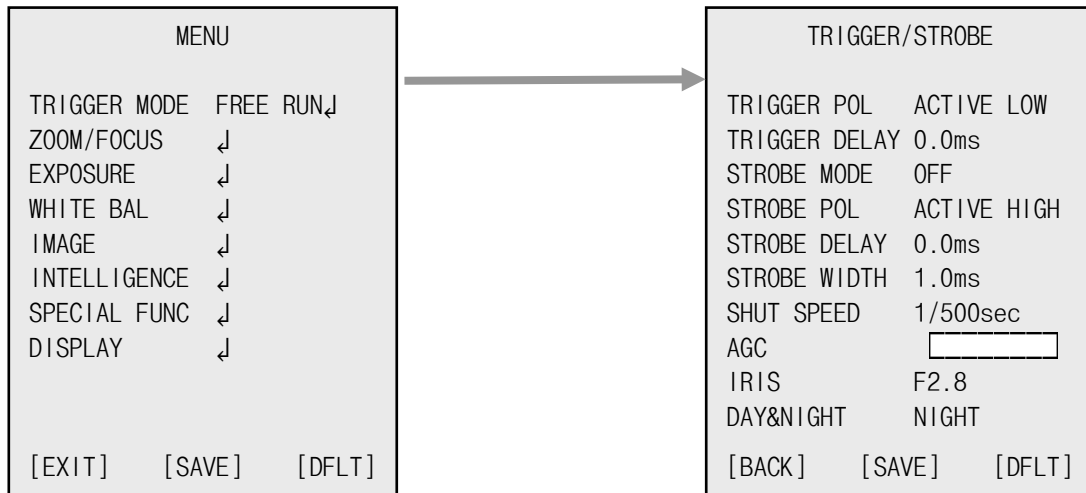 MENU
TRIGGER MODE FREE RUN↲
ZOOM/FOCUS ↲
EXPOSURE ↲
WHITE BAL ↲
IMAGE ↲
INTELLIGENCE ↲
SPECIAL FUNC ↲
DISPLAY ↲
[EXIT] [SAVE] [DFLT]
TRIGGER/STROBE
TRIGGER POL ACTIVE LOW
TRIGGER DELAY 0.0ms
STROBE MODE OFF
STROBE POL ACTIVE HIGH
STROBE DELAY 0.0ms
STROBE WIDTH 1.0ms
SHUT SPEED 1/500sec
AGC
IRIS F2.8
DAY&NIGHT NIGHT
[BACK] [SAVE] [DFLT]